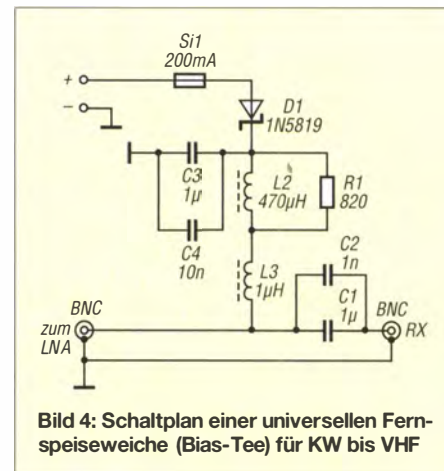 Si1
200mA
+
−
D1
1N5819
C3
1µ
L2
470µH
R1
820
C4
10n
C2
1n
L3
1µH
C1
1µ
BNC
zum
LNA
BNC
RX
Bild 4: Schaltplan einer universellen Fern-
speiseweiche (Bias-Tee) für KW bis VHF